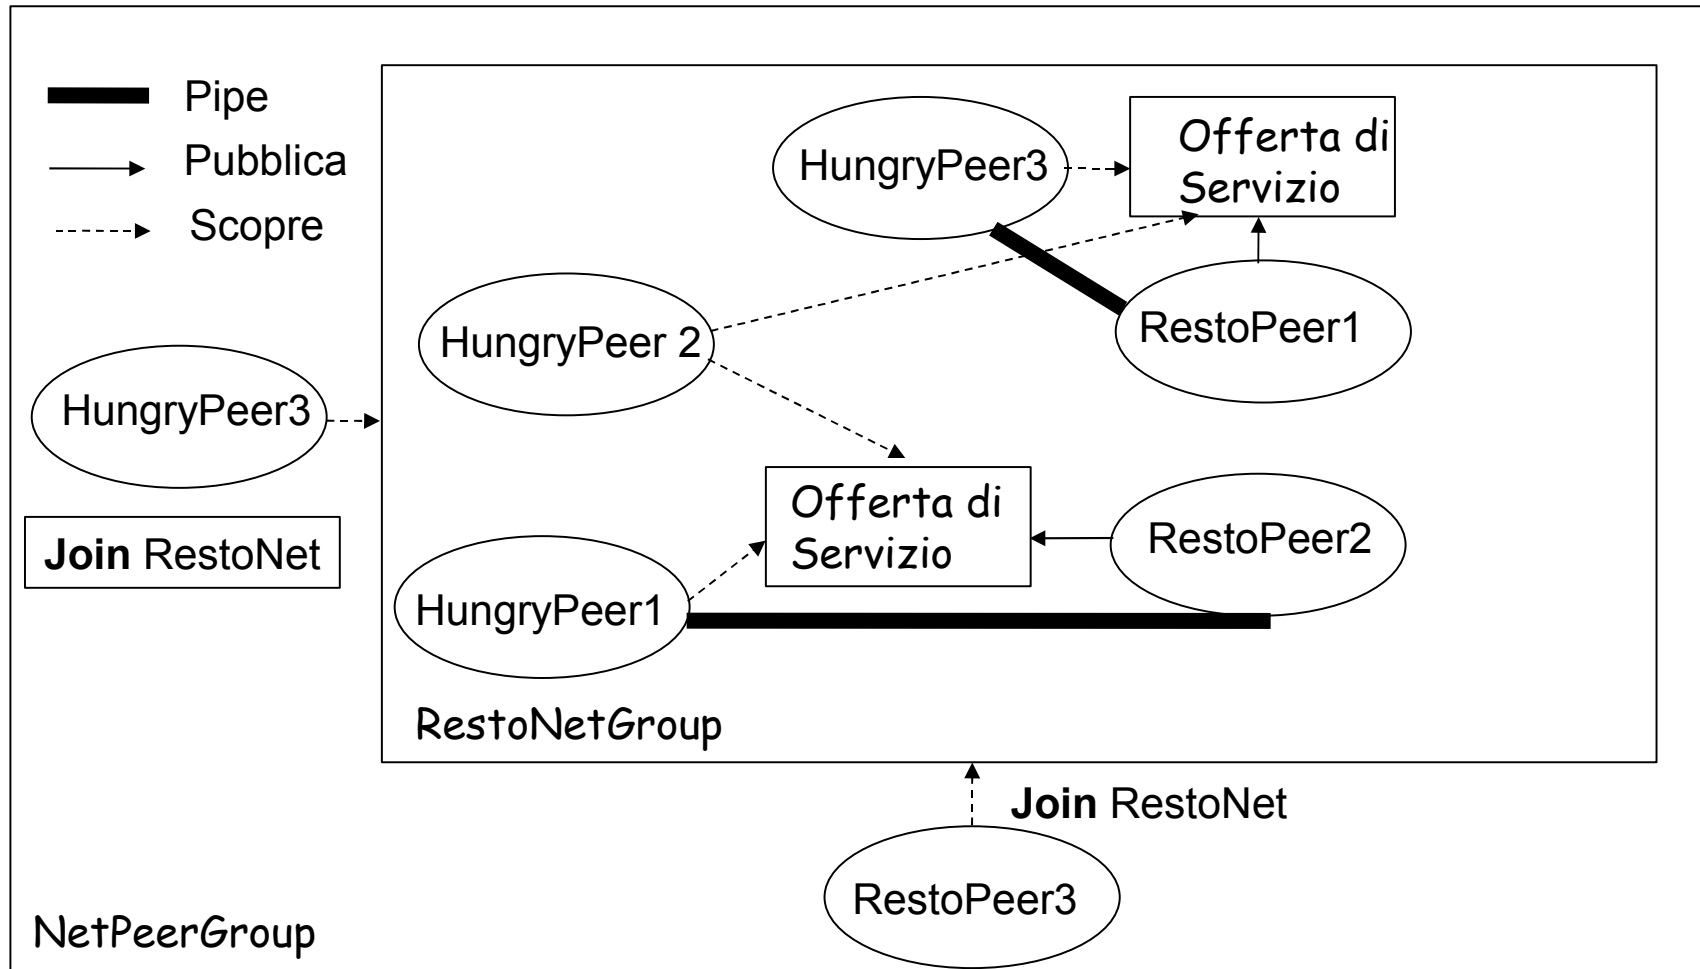 Pipe
Pubblica
Scopre
HungryPeer3
Offerta di
Servizio
HungryPeer 2
RestoPeer1
HungryPeer3
Join RestoNet
Offerta di
Servizio
RestoPeer2
HungryPeer1
RestoNetGroup
Join RestoNet
RestoPeer3
NetPeerGroup